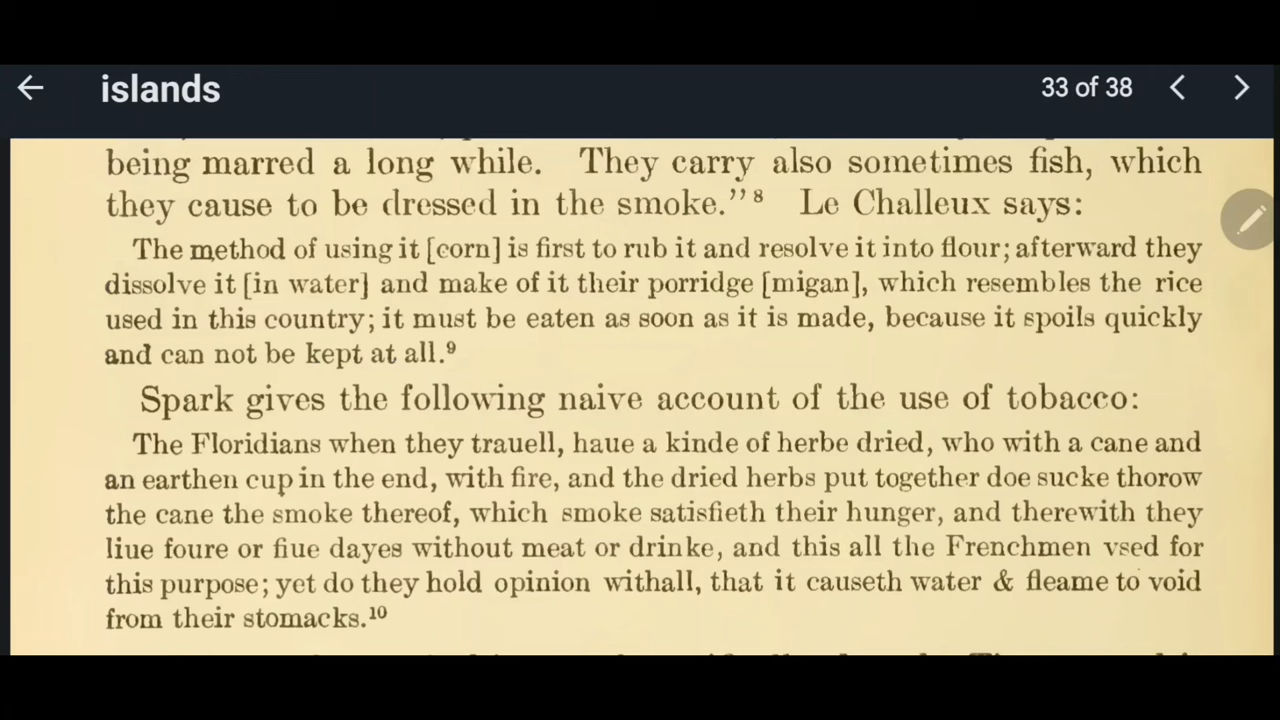 islands
33 of 38
being marred a long while. They carry also sometimes fish, which
they cause to be dressed in the smoke.”⁸ Le Challeux says:
The method of using it [corn] is first to rub it and resolve it into flour; afterward they
dissolve it [in water] and make of it their porridge [migan], which resembles the rice
used in this country; it must be eaten as soon as it is made, because it spoils quickly
and can not be kept at all.⁹
Spark gives the following naive account of the use of tobacco:
The Floridians when they trauell, haue a kinde of herbe dried, who with a cane and
an earthen cup in the end, with fire, and the dried herbs put together doe sucke thorow
the cane the smoke thereof, which smoke satisfieth their hunger, and therewith they
liue foure or fiue dayes without meat or drinke, and this all the Frenchmen vsed for
this purpose; yet do they hold opinion withall, that it causeth water & fleame to void
from their stomacks.¹⁰